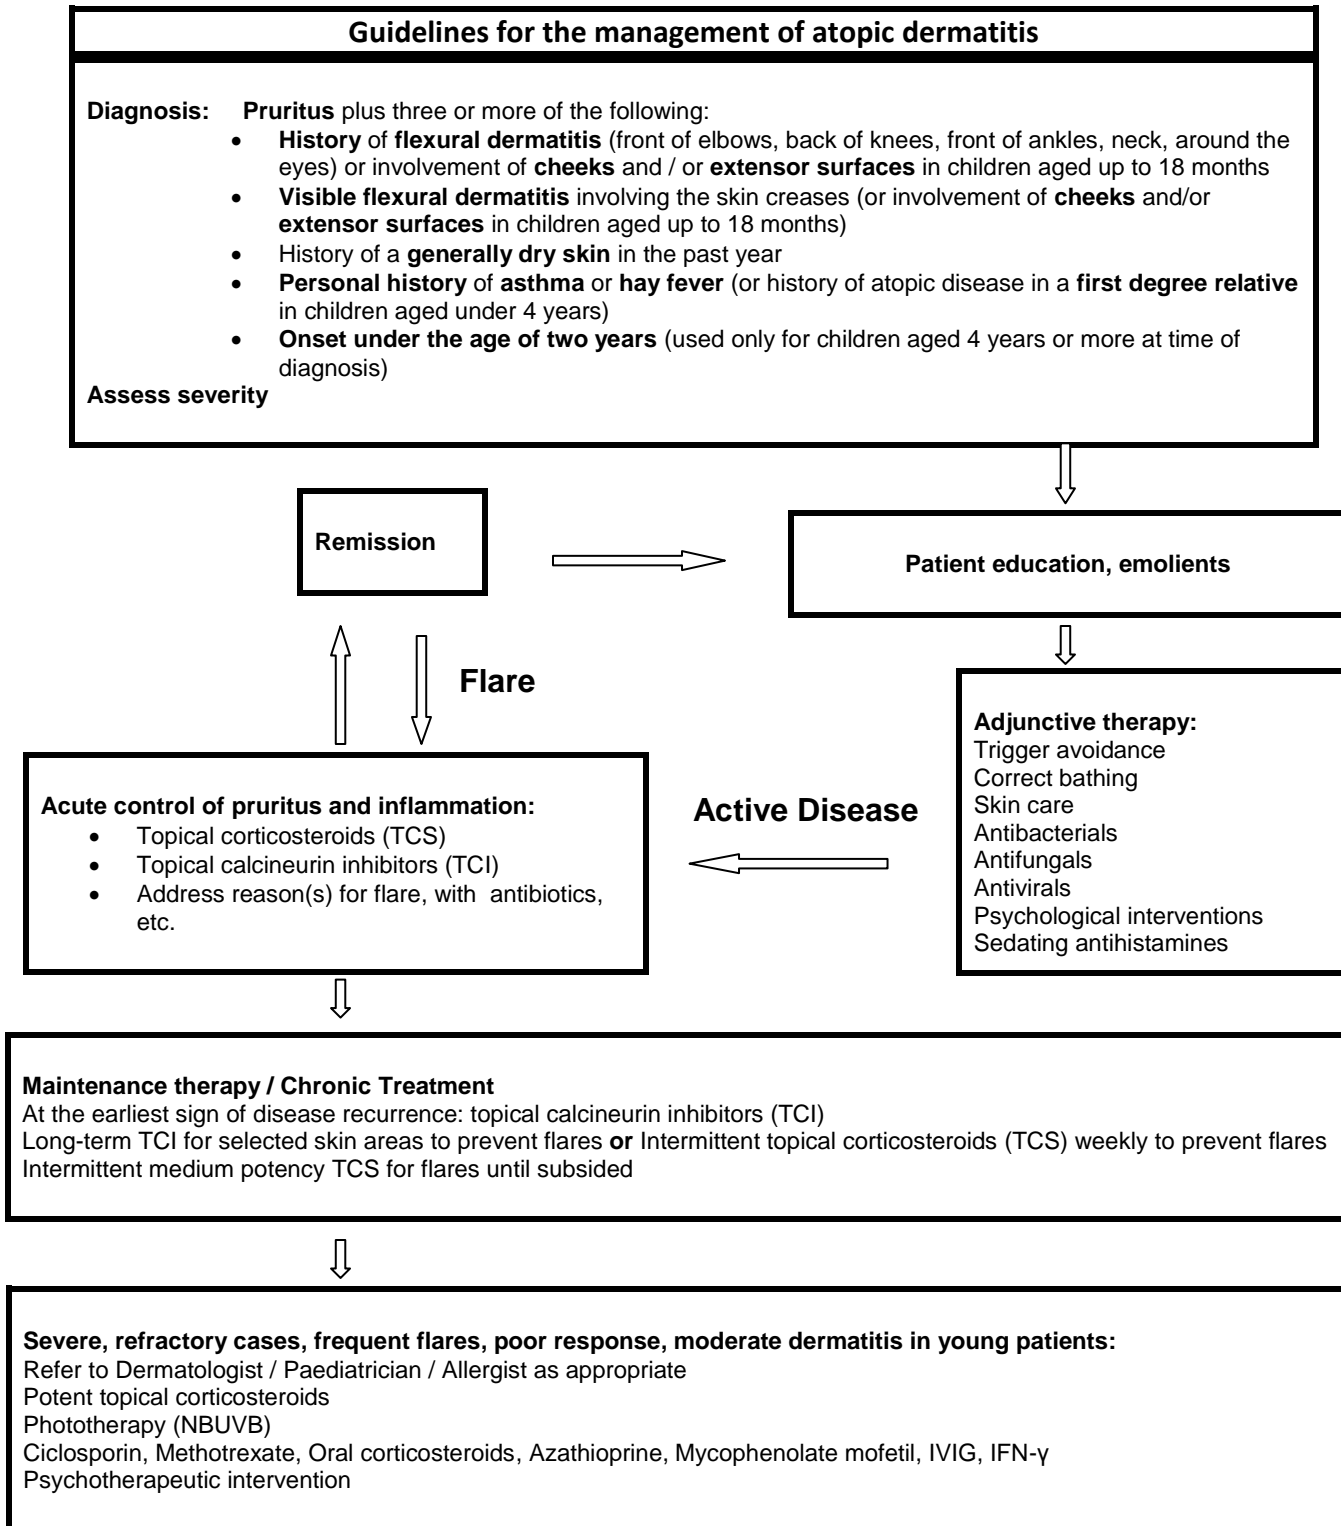 Guidelines for the management of atopic dermatitis
Diagnosis: Pruritus plus three or more of the following:
• History of flexural dermatitis (front of elbows, back of knees, front of ankles, neck, around the
eyes) or involvement of cheeks and / or extensor surfaces in children aged up to 18 months
• Visible flexural dermatitis involving the skin creases (or involvement of cheeks and/or
extensor surfaces in children aged up to 18 months)
• History of a generally dry skin in the past year
• Personal history of asthma or hay fever (or history of atopic disease in a first degree relative
in children aged under 4 years)
• Onset under the age of two years (used only for children aged 4 years or more at time of
diagnosis)
Assess severity
Remission
Patient education, emolients
Flare
Adjunctive therapy:
Trigger avoidance
Correct bathing
Skin care
Antibacterials
Antifungals
Antivirals
Psychological interventions
Sedating antihistamines
Active Disease
Acute control of pruritus and inflammation:
• Topical corticosteroids (TCS)
• Topical calcineurin inhibitors (TCI)
• Address reason(s) for flare, with antibiotics,
etc.
Maintenance therapy / Chronic Treatment
At the earliest sign of disease recurrence: topical calcineurin inhibitors (TCI)
Long-term TCI for selected skin areas to prevent flares or Intermittent topical corticosteroids (TCS) weekly to prevent flares
Intermittent medium potency TCS for flares until subsided
Severe, refractory cases, frequent flares, poor response, moderate dermatitis in young patients:
Refer to Dermatologist / Paediatrician / Allergist as appropriate
Potent topical corticosteroids
Phototherapy (NBUVB)
Ciclosporin, Methotrexate, Oral corticosteroids, Azathioprine, Mycophenolate mofetil, IVIG, IFN-γ
Psychotherapeutic intervention